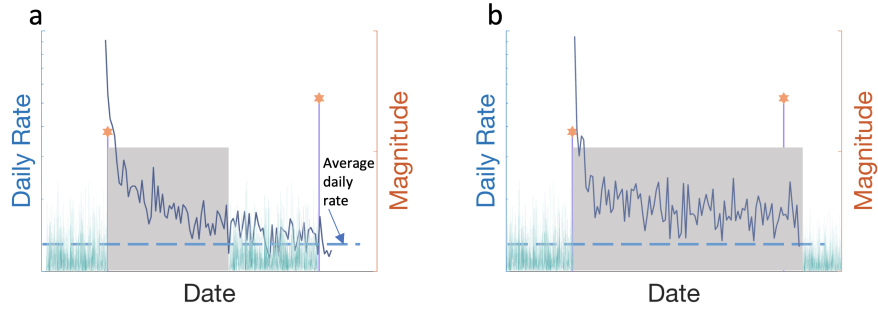 a
Daily Rate
Average
daily
rate
Magnitude
Date
b
Daily Rate
Magnitude
Date